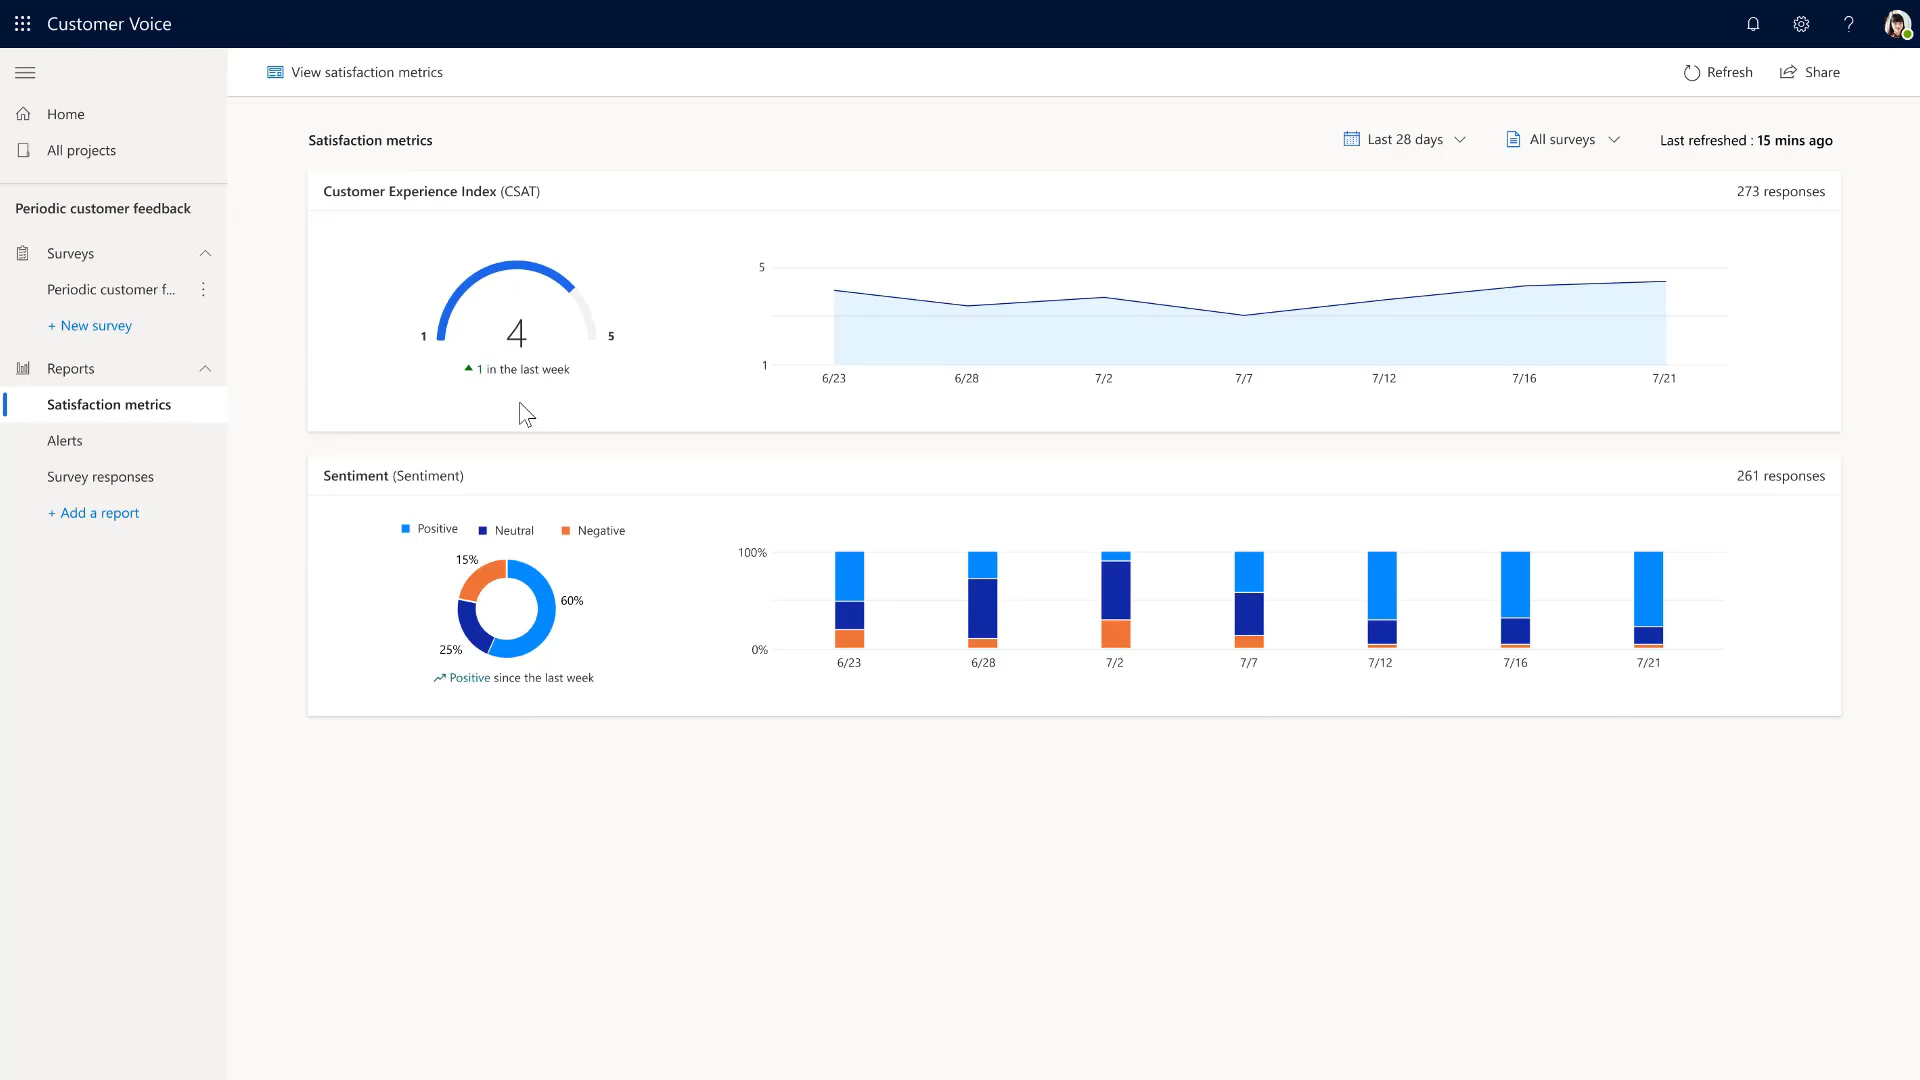 Customer Voice
View satisfaction metrics
Refresh
Share
Home
All projects
Periodic customer feedback
Surveys
Periodic customer f...
+ New survey
Reports
Satisfaction metrics
Alerts
Survey responses
+ Add a report
Satisfaction metrics
Last 28 days
All surveys
Last refreshed : 15 mins ago
Customer Experience Index (CSAT)
273 responses
1
4
5
1 in the last week
5
1
6/23
6/28
7/2
7/7
7/12
7/16
7/21
Sentiment (Sentiment)
261 responses
Positive
Neutral
Negative
15%
60%
25%
Positive since the last week
100%
0%
6/23
6/28
7/2
7/7
7/12
7/16
7/21